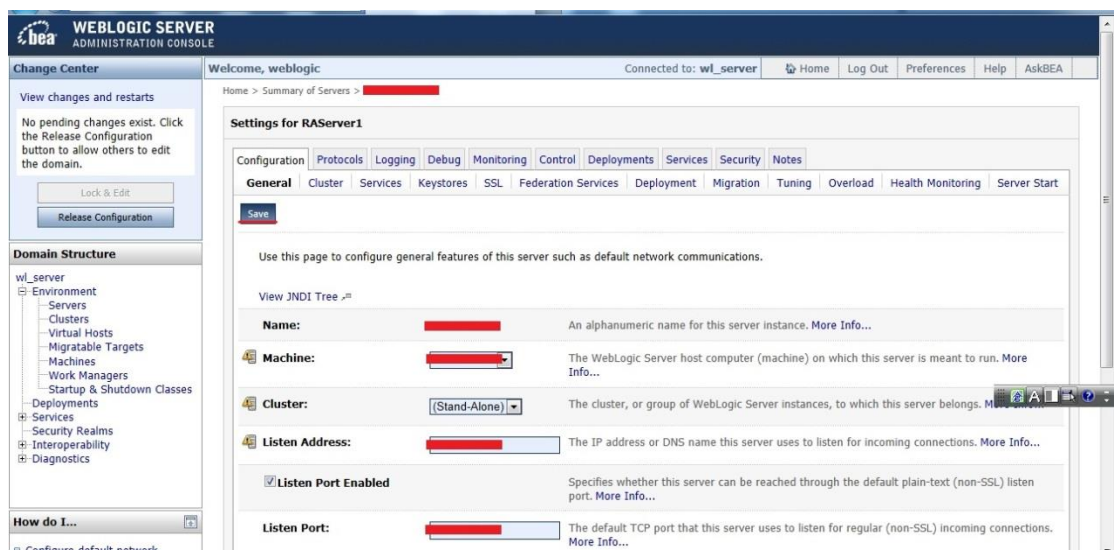 bea
WEBLOGIC SERVER
ADMINISTRATION CONSOLE
Change Center
View changes and restarts
No pending changes exist. Click
the Release Configuration
button to allow others to edit
the domain.
Lock & Edit
Release Configuration
Domain Structure
wl_server
Environment
Servers
Clusters
Virtual Hosts
Migratable Targets
Machines
Work Managers
Startup & Shutdown Classes
Deployments
Services
Security Realms
Interoperability
Diagnostics
How do I...
Configure default network
Welcome, weblogic
Connected to: wl_server
Home Log Out Preferences Help AskBEA
Home > Summary of Servers >
Settings for RAServer1
Configuration Protocols Logging Debug Monitoring Control Deployments Services Security Notes
General Cluster Services Keystores SSL Federation Services Deployment Migration Tuning Overload Health Monitoring Server Start
Save
Use this page to configure general features of this server such as default network communications.
View JNDI Tree
Name: An alphanumeric name for this server instance. More Info...
Machine: The WebLogic Server host computer (machine) on which this server is meant to run. More
Info...
Cluster: (Stand-Alone) The cluster, or group of WebLogic Server instances, to which this server belongs.
Listen Address: The IP address or DNS name this server uses to listen for incoming connections. More Info...
Listen Port Enabled Specifies whether this server can be reached through the default plain-text (non-SSL) listen
port. More Info...
Listen Port: The default TCP port that this server uses to listen for regular (non-SSL) incoming connections.
More Info...